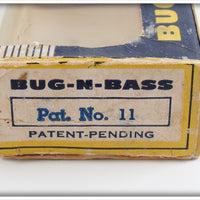 BUG-N
BUG-N-BASS
Pat. No. 11
PATENT-PENDING